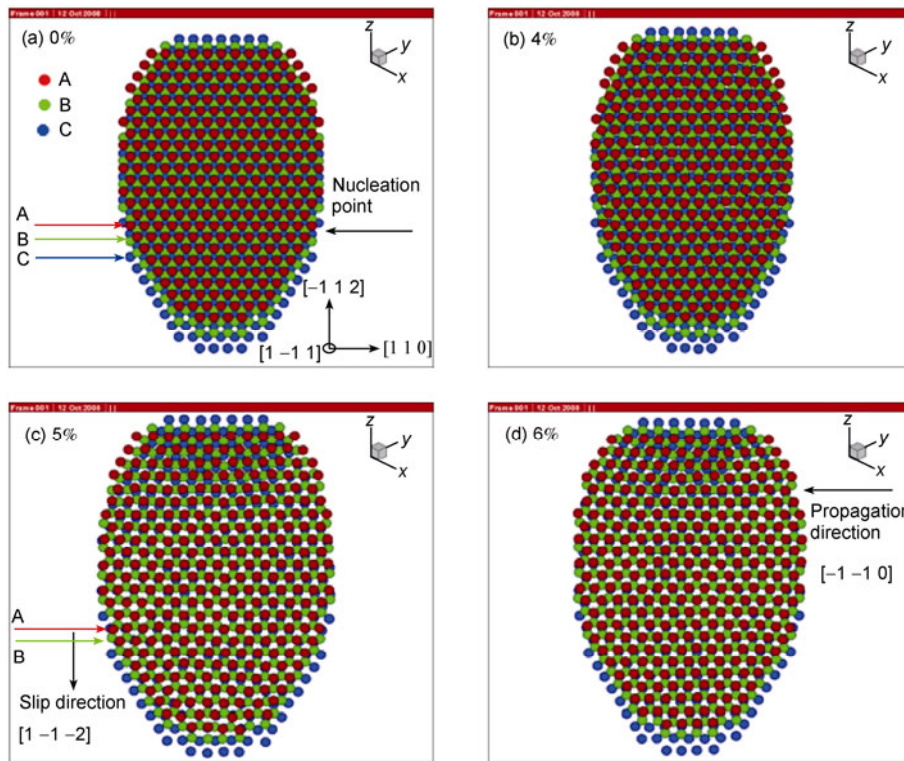 Frame 001 | 12 Oct 2008 | ||
(a) 0%
z
y
x
A
B
C
Nucleation
point
A
B
C
[−1 1 2]
[1 −1 1]
[1 1 0]
(b) 4%
z
y
x
Frame 001 | 12 Oct 2008 | ||
(c) 5%
z
y
x
A
B
Slip direction
[1 −1 −2]
Frame 001 | 12 Oct 2008 | ||
(d) 6%
z
y
x
Propagation
direction
[−1 −1 0]
Frame 001 | 12 Oct 2008 | ||